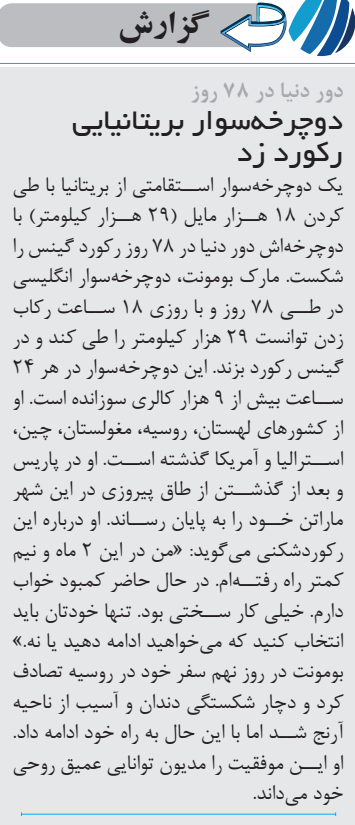 گزارش
دور دنیا در ۷۸ روز
دوچرخه‌سوار بریتانیایی
رکورد زد
یک دوچرخه‌سوار استقامتی از بریتانیا با طی
کردن ۱۸ هزار مایل (۲۹ هزار کیلومتر) با
دوچرخه‌اش دور دنیا در ۷۸ روز رکورد گینس را
شکست. مارک بومونت، دوچرخه‌سوار انگلیسی
در طی ۷۸ روز و با روزی ۱۸ ساعت رکاب
زدن توانست ۲۹ هزار کیلومتر را طی کند و در
گینس رکورد بزند. این دوچرخه‌سوار در هر ۲۴
ساعت بیش از ۹ هزار کالری سوزانده است. او
از کشورهای لهستان، روسیه، مغولستان، چین،
استرالیا و آمریکا گذشته است. او در پاریس
و بعد از گذشتن از طاق پیروزی در این شهر
ماراتن خود را به پایان رساند. او درباره این
رکوردشکنی می‌گوید: «من در این ۲ ماه و نیم
کمتر راه رفته‌ام. در حال حاضر کمبود خواب
دارم. خیلی کار سختی بود. تنها خودتان باید
انتخاب کنید که می‌خواهید ادامه دهید یا نه.»
بومونت در روز نهم سفر خود در روسیه تصادف
کرد و دچار شکستگی دندان و آسیب از ناحیه
آرنج شد اما با این حال به راه خود ادامه داد.
او این موفقیت را مدیون توانایی عمیق روحی
خود می‌داند.